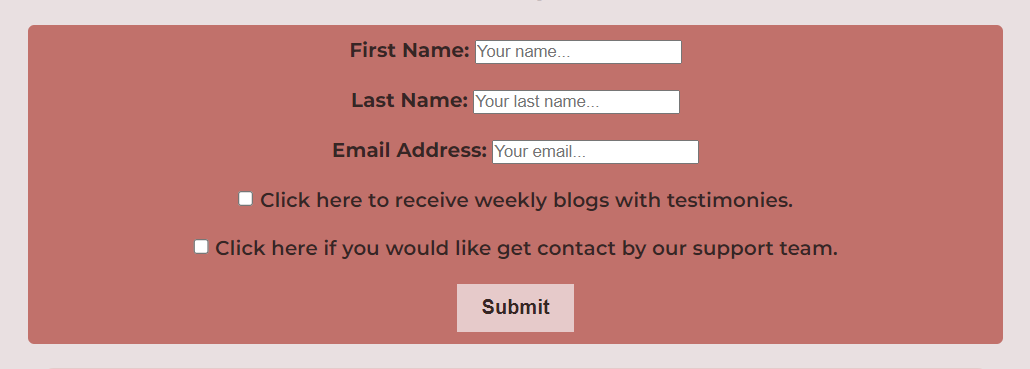 First Name: Your name...
Last Name: Your last name...
Email Address: Your email...
Click here to receive weekly blogs with testimonies.
Click here if you would like get contact by our support team.
Submit